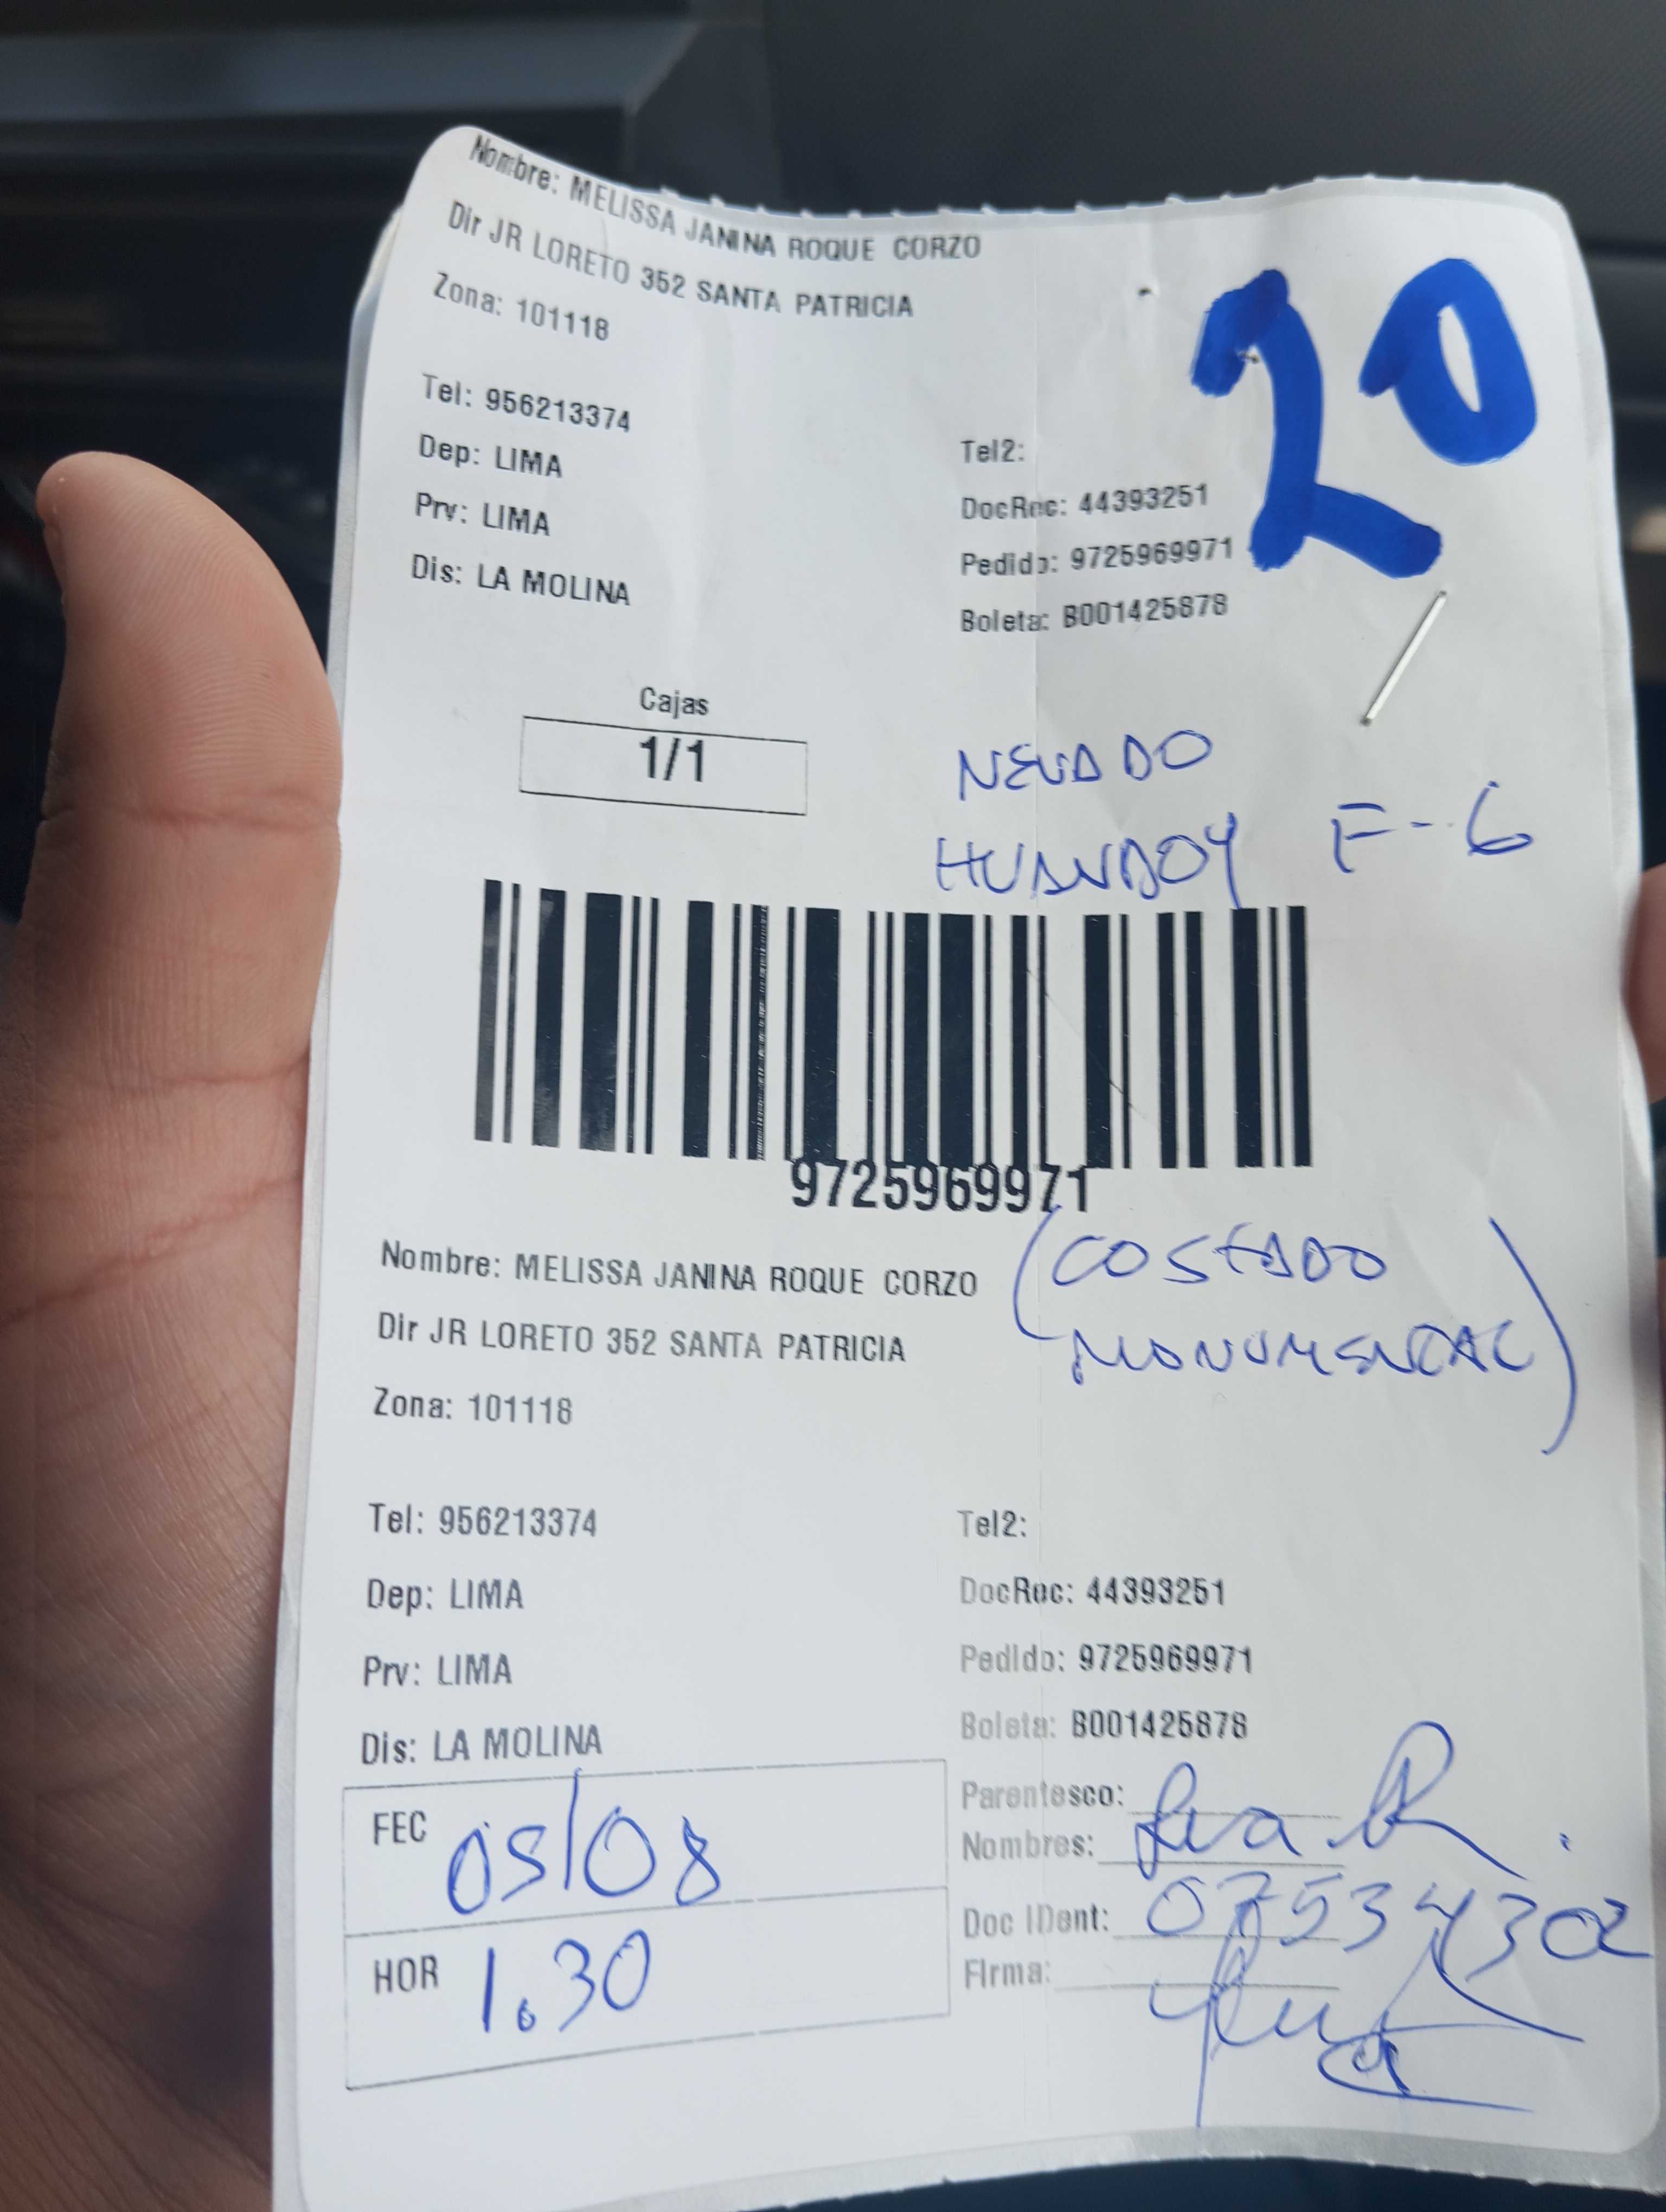 Nombre: MELISSA JANINA ROQUE CORZO
Dir JR LORETO 352 SANTA PATRICIA
Zona: 101118
20
Tel: 956213374
Tel2:
Dep: LIMA
DocRec: 44393251
Prv: LIMA
Pedido: 9725969971
Dis: LA MOLINA
Boleta: B001425878
Cajas
1/1
NEVADO
HUANDOY F-6
9725969971
(COSTADO
MONUMENTAL)
Nombre: MELISSA JANINA ROQUE CORZO
Dir JR LORETO 352 SANTA PATRICIA
Zona: 101118
Tel: 956213374
Tel2:
Dep: LIMA
DocRec: 44393251
Prv: LIMA
Pedido: 9725969971
Dis: LA MOLINA
Boleta: B001425878
FEC 05/08
HOR 1.30
Parentesco:
Nombres:
Doc IDent: 07534302
Firma: